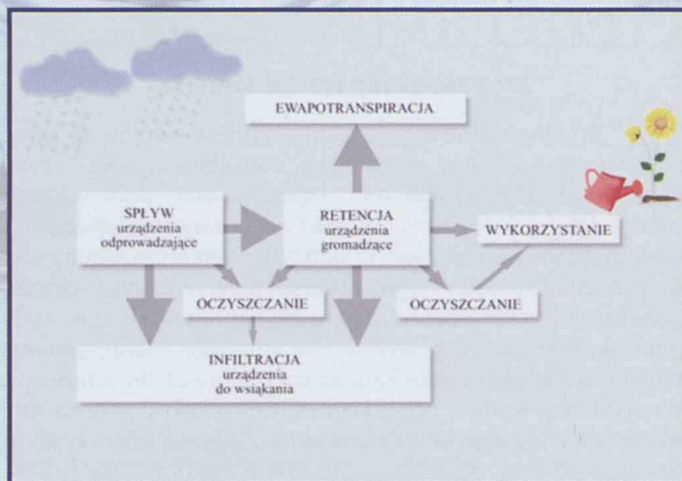 EWAPOTRANSPIRACJA
SPŁYW
urządzenia
odprowadzające
RETENCJA
urządzenia
gromadzące
WYKORZYSTANIE
OCZYSZCZANIE
OCZYSZCZANIE
INFILTRACJA
urządzenia
do wsiąkania